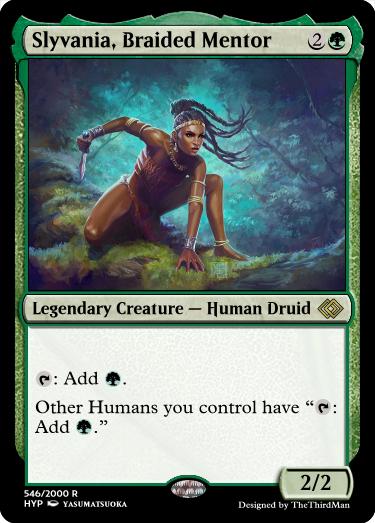 Slyvania, Braided Mentor 2
Legendary Creature — Human Druid
: Add .
Other Humans you control have “:
Add .”
2/2
546/2000 R
HYP YASUMATSUOKA
Designed by TheThirdMan